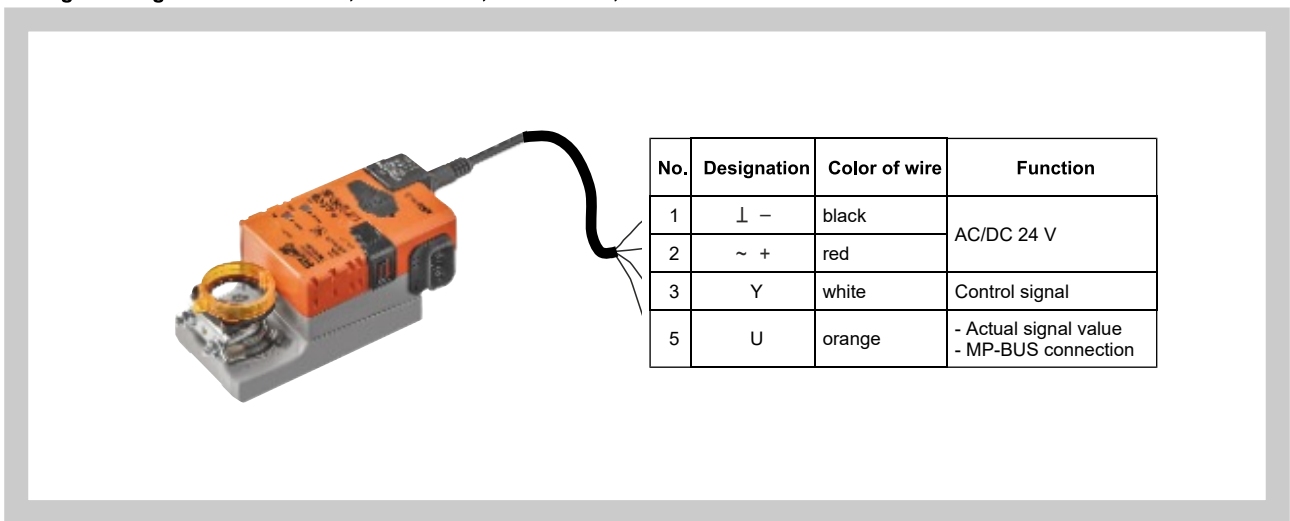 No. Designation Color of wire Function
1 ⊥ − black AC/DC 24 V
2 ~ + red
3 Y white Control signal
5 U orange - Actual signal value
- MP-BUS connection